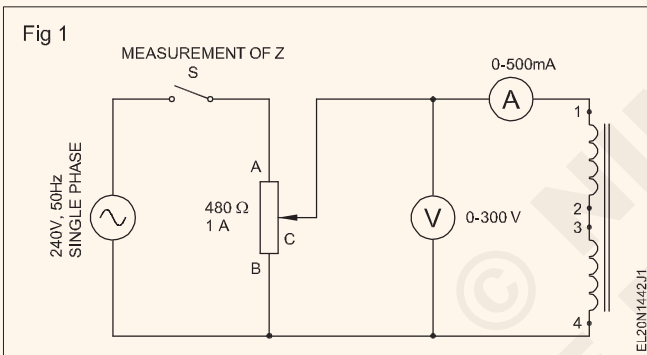 Fig 1
MEASUREMENT OF Z
S
0-500mA
A
1
A
240V, 50Hz
SINGLE PHASE
480 Ω
1 A
C
V
0-300 V
2
3
B
4
EL20N1442J1